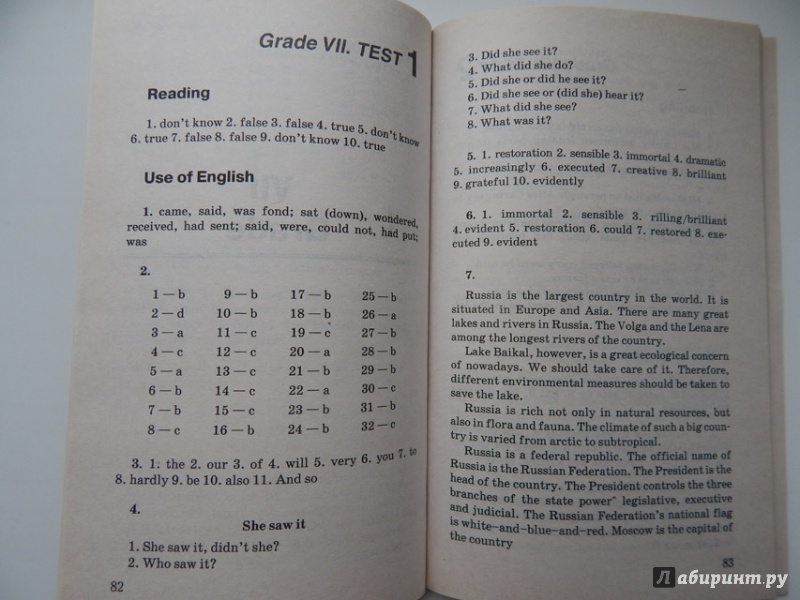 Grade VII. TEST 1
Reading
1. don't know 2. false 3. false 4. true 5. don't know
6. true 7. false 8. false 9. don't know 10. true
Use of English
1. came, said, was fond; sat (down), wondered,
received, had sent; said, were, could not, had put;
was
2.
1 — b 9 — b 17 — b 25 — b
2 — d 10 — b 18 — b 26 — a
3 — a 11 — c 19 — c 27 — b
4 — c 12 — c 20 — a 28 — b
5 — a 13 — c 21 — b 29 — b
6 — b 14 — c 22 — a 30 — c
7 — b 15 — c 23 — b 31 — b
8 — c 16 — b 24 — b 32 — c
3. 1. the 2. our 3. of 4. will 5. very 6. you 7. to
8. hardly 9. be 10. also 11. And so
4.
She saw it
1. She saw it, didn't she?
2. Who saw it?
82
3. Did she see it?
4. What did she do?
5. Did she or did he see it?
6. Did she see or (did she) hear it?
7. What did she see?
8. What was it?
5. 1. restoration 2. sensible 3. immortal 4. dramatic
5. increasingly 6. executed 7. creative 8. brilliant
9. grateful 10. evidently
6. 1. immortal 2. sensible 3. rilling/brilliant
4. evident 5. restoration 6. could 7. restored 8. exe-
cuted 9. evident
7.
Russia is the largest country in the world. It is
situated in Europe and Asia. There are many great
lakes and rivers in Russia. The Volga and the Lena are
among the longest rivers of the country.
Lake Baikal, however, is a great ecological concern
of nowadays. We should take care of it. Therefore,
different environmental measures should be taken to
save the lake.
Russia is rich not only in natural resources, but
also in flora and fauna. The climate of such a big coun-
try is varied from arctic to subtropical.
Russia is a federal republic. The official name of
Russia is the Russian Federation. The President is the
head of the country. The President controls the three
branches of the state power legislative, executive
and judicial. The Russian Federation's national flag
is white—and—blue—and—red. Moscow is the capital of
the country
83
Лабиринт.ру